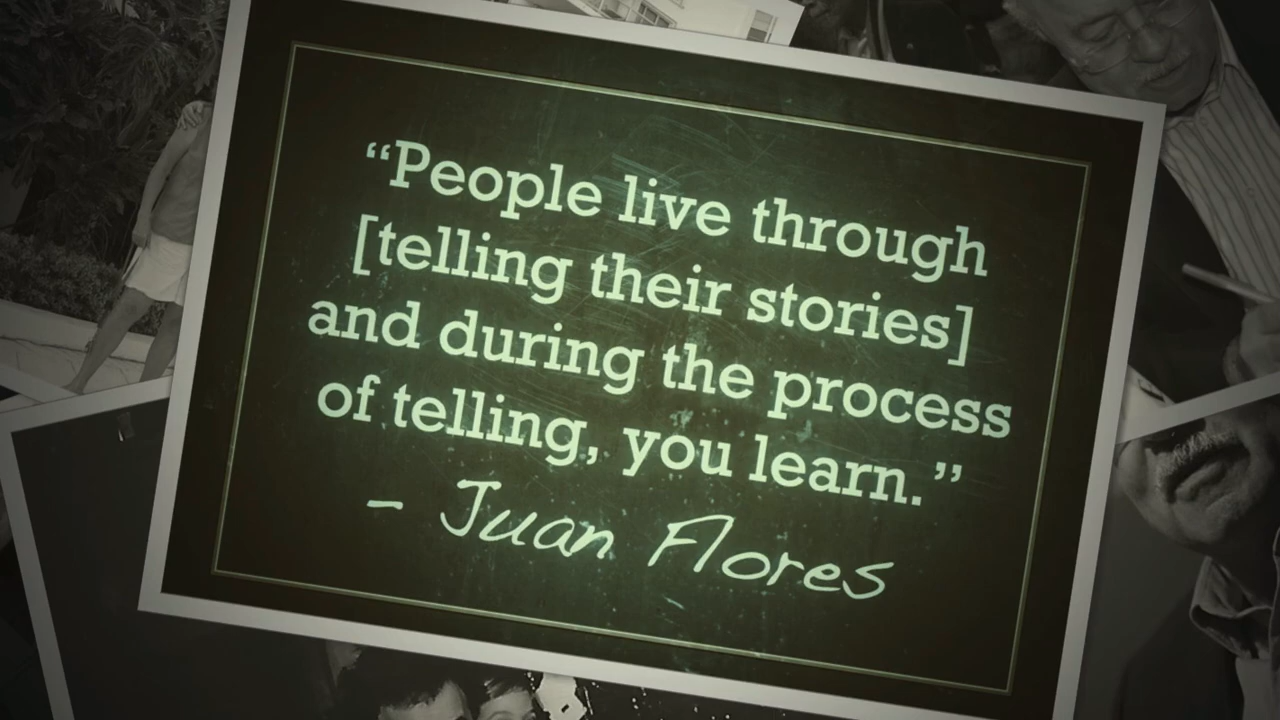 “People live through
[telling their stories]
and during the process
of telling, you learn.”
- Juan Flores